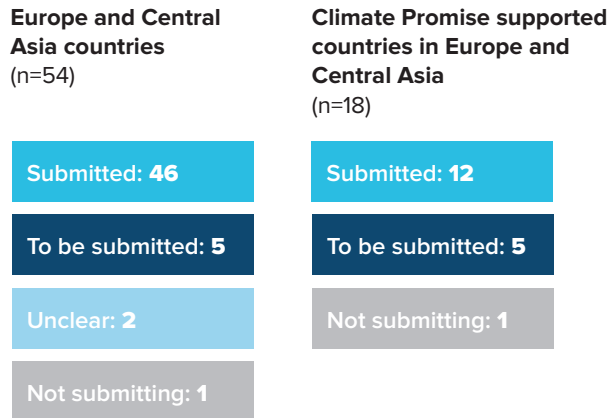 Europe and Central
Asia countries
(n=54)
Submitted: 46
To be submitted: 5
Unclear: 2
Not submitting: 1
Climate Promise supported
countries in Europe and
Central Asia
(n=18)
Submitted: 12
To be submitted: 5
Not submitting: 1